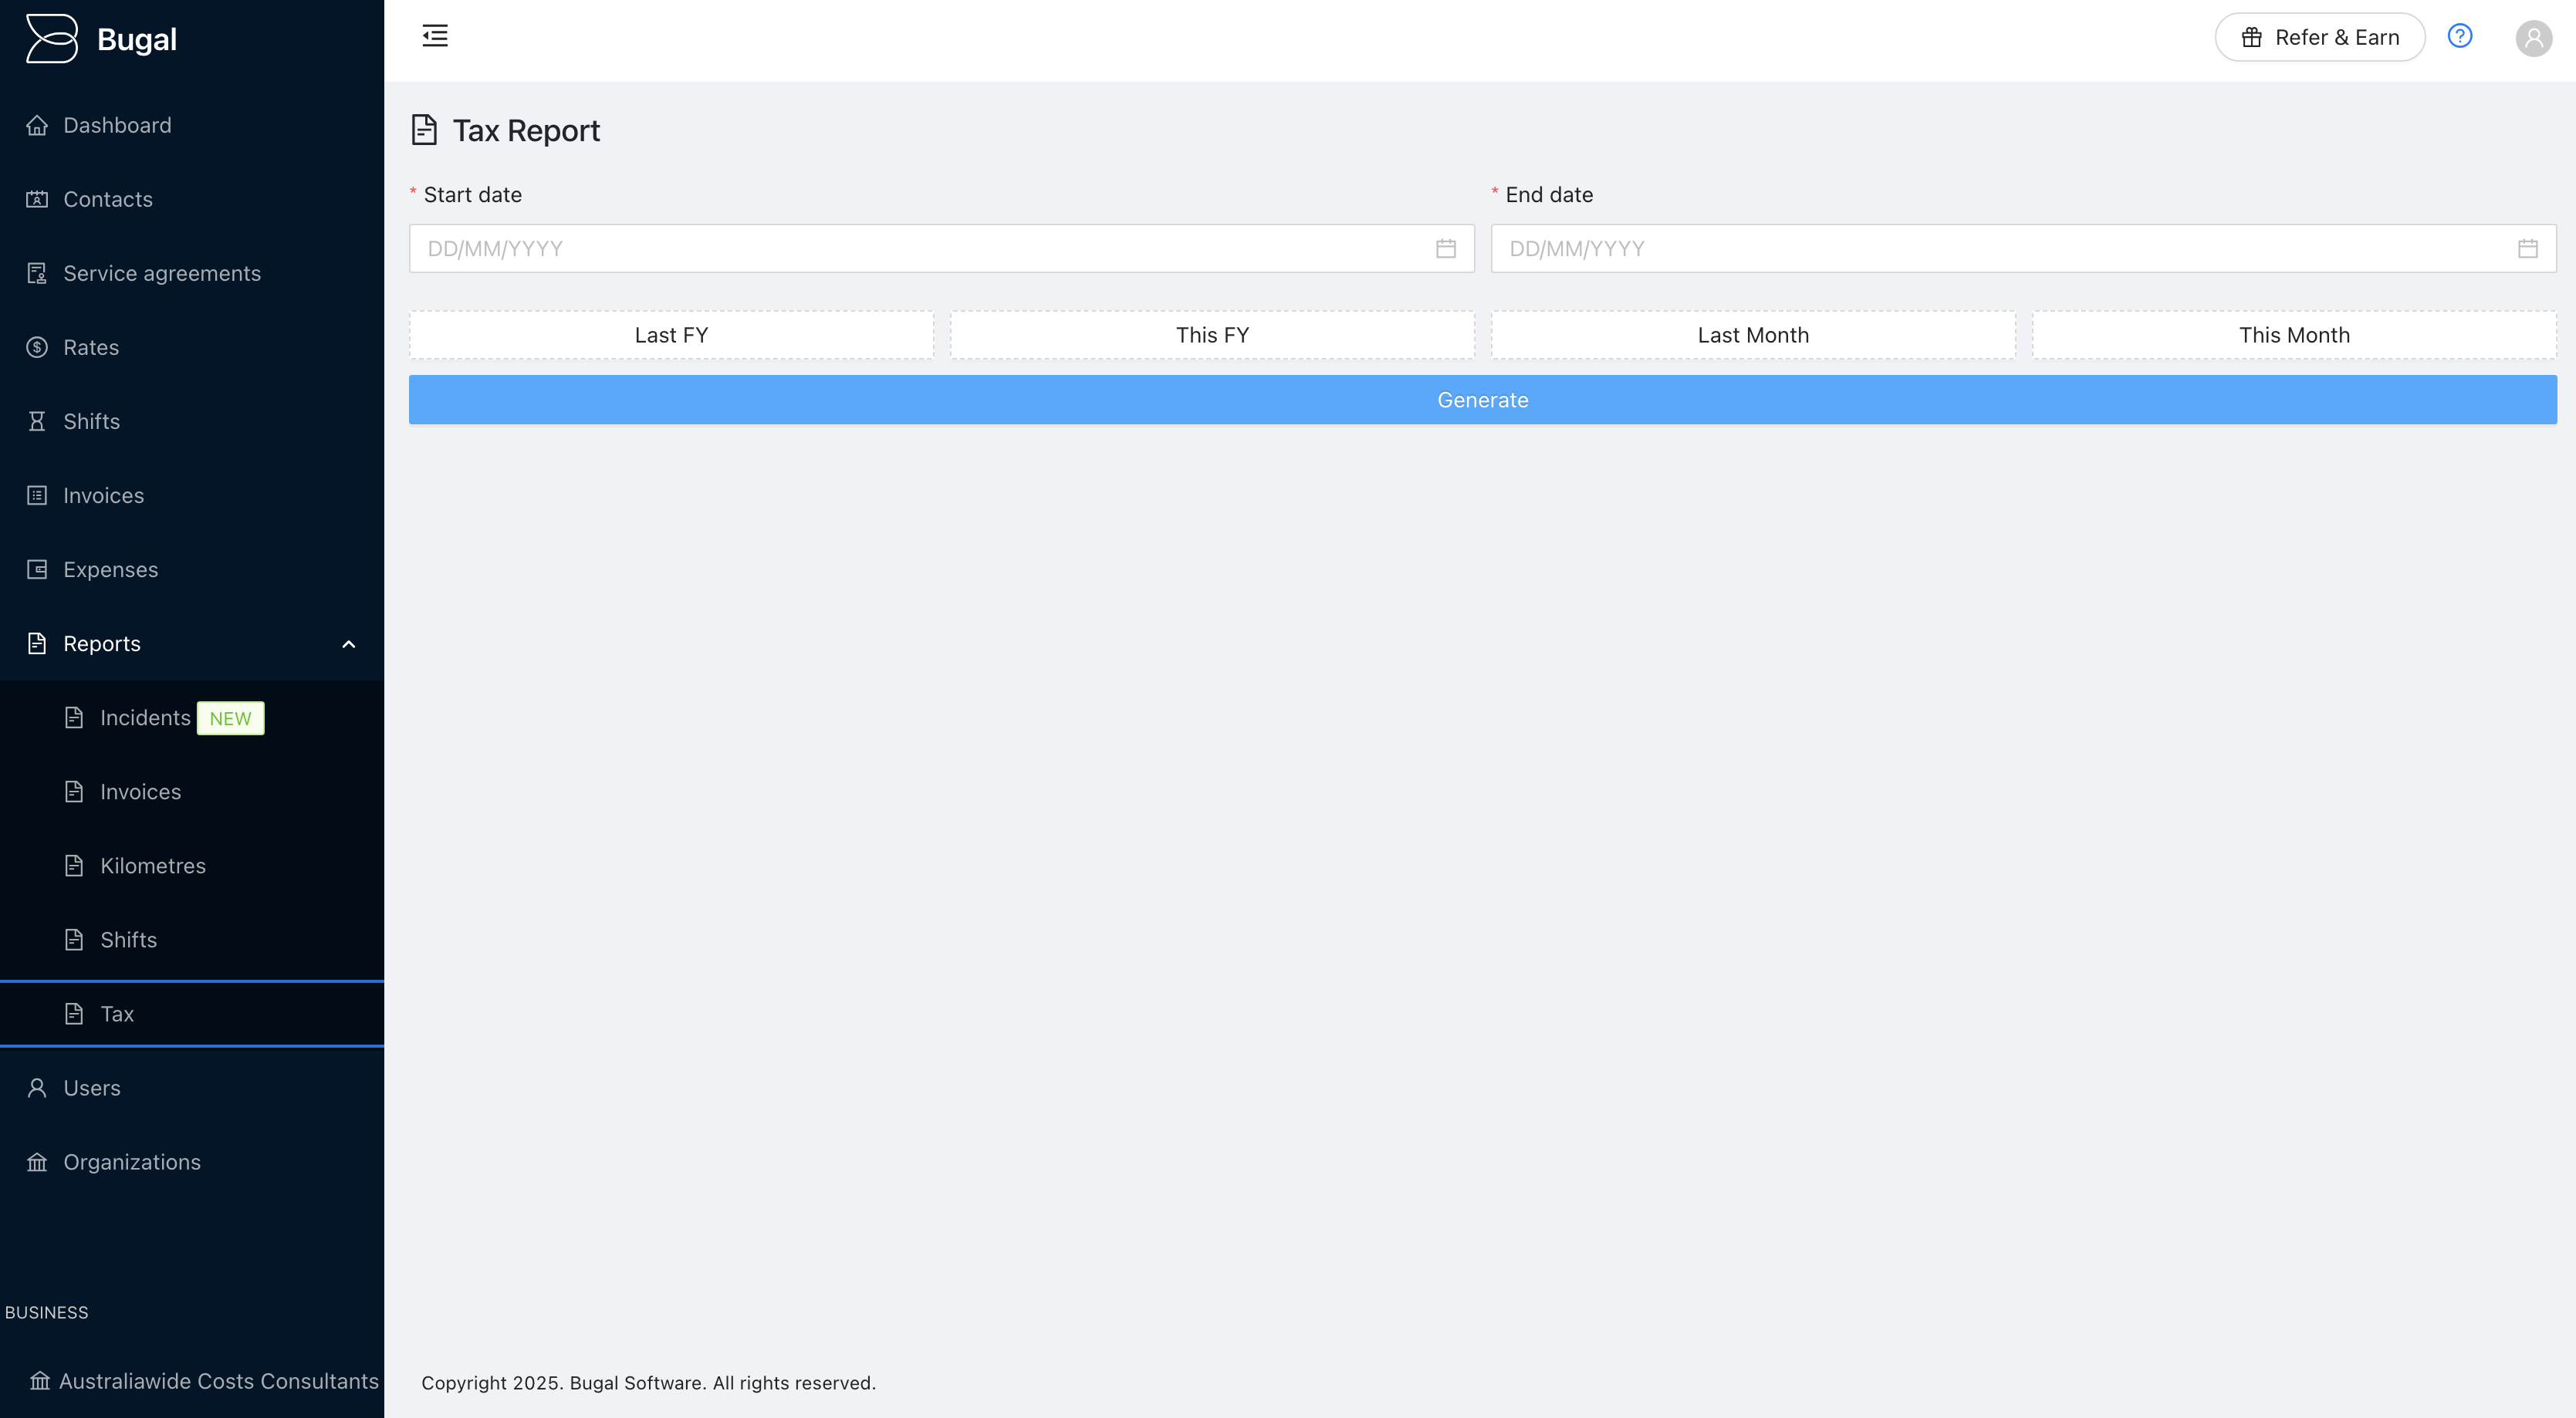 Bugal
Refer & Earn
Dashboard
Contacts
Service agreements
Rates
Shifts
Invoices
Expenses
Reports
Incidents NEW
Invoices
Kilometres
Shifts
Tax
Users
Organizations
BUSINESS
Australiawide Costs Consultants
Tax Report
* Start date
* End date
DD/MM/YYYY
DD/MM/YYYY
Last FY
This FY
Last Month
This Month
Generate
Copyright 2025. Bugal Software. All rights reserved.